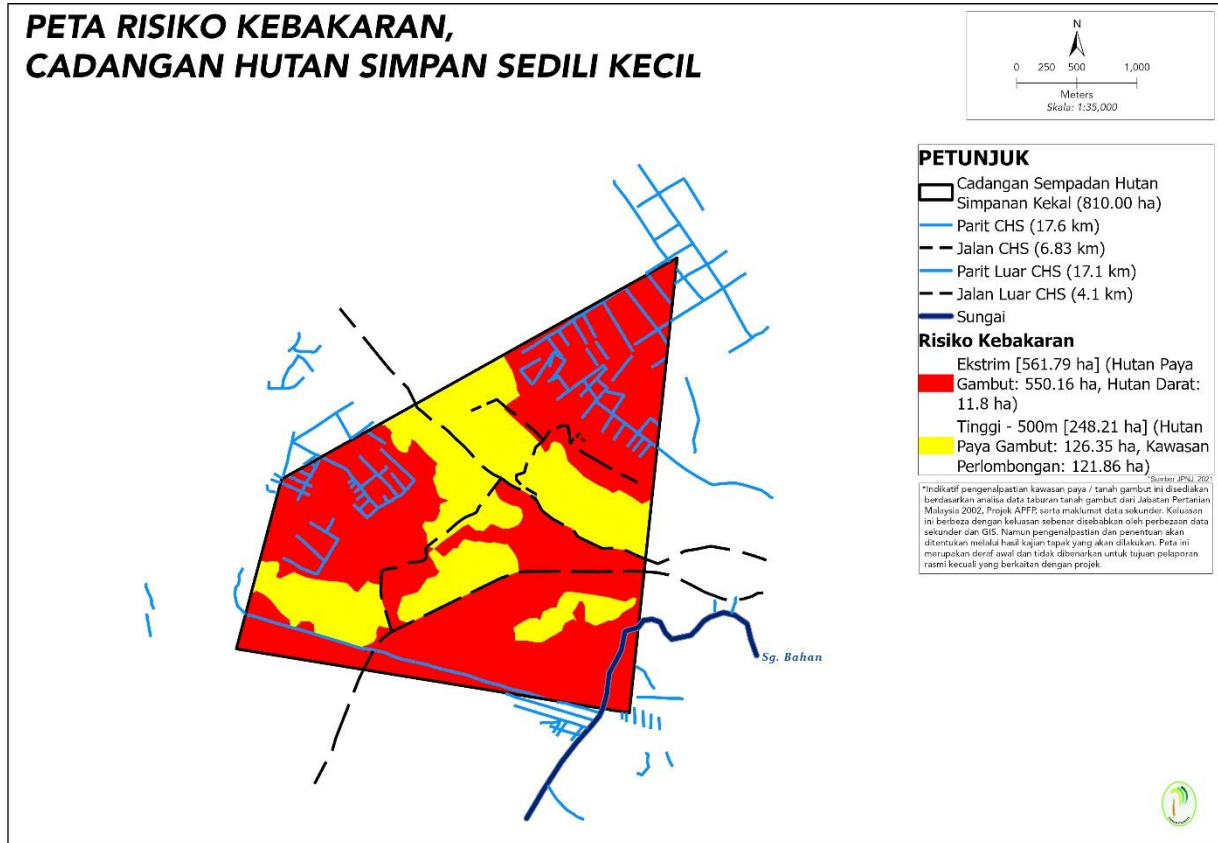 PETA RISIKO KEBAKARAN,
CADANGAN HUTAN SIMPAN SEDILI KECIL
N
0 250 500 1,000
Meters
Skala: 1:35,000
PETUNJUK
Cadangan Sempadan Hutan
Simpanan Kekal (810.00 ha)
Parit CHS (17.6 km)
Jalan CHS (6.83 km)
Parit Luar CHS (17.1 km)
Jalan Luar CHS (4.1 km)
Sungai
Risiko Kebakaran
Ekstrim [561.79 ha] (Hutan Paya
Gambut: 550.16 ha, Hutan Darat:
11.8 ha)
Tinggi - 500m [248.21 ha] (Hutan
Paya Gambut: 126.35 ha, Kawasan
Perlombongan: 121.86 ha)
*Sumber JPNJ, 2021
*Indikatif pengenalpastian kawasan paya / tanah gambut ini disediakan
berdasarkan analisa data taburan tanah gambut dari Jabatan Pertanian
Malaysia 2002, Projek APFP, serta maklumat data sekunder. Keluasan
ini berbeza dengan keluasan sebenar disebabkan oleh perbezaan data
sekunder dan GIS. Namun pengenalpastian dan penentuan akan
ditentukan melalui hasil kajian tapak yang akan dilakukan. Peta ini
merupakan deraf awal dan tidak dibenarkan untuk tujuan pelaporan
rasmi kecuali yang berkaitan dengan projek.
Sg. Bahan